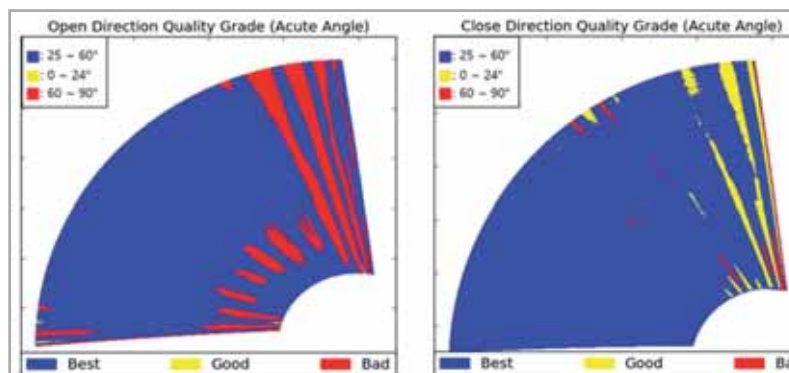 Open Direction Quality Grade (Acute Angle)
: 25 ~ 60°
: 0 ~ 24°
: 60 ~ 90°
Best Good Bad
Close Direction Quality Grade (Acute Angle)
: 25 ~ 60°
: 0 ~ 24°
: 60 ~ 90°
Best Good Bad